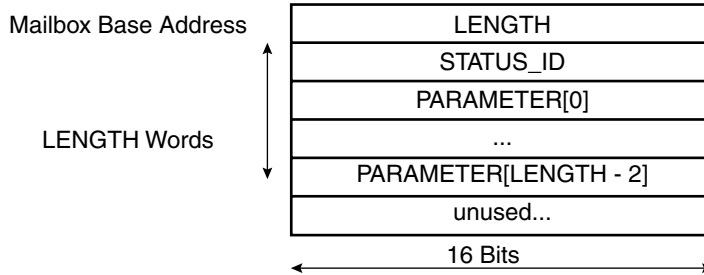 Mailbox Base Address
LENGTH
STATUS_ID
PARAMETER[0]
LENGTH Words
...
PARAMETER[LENGTH - 2]
unused...
16 Bits